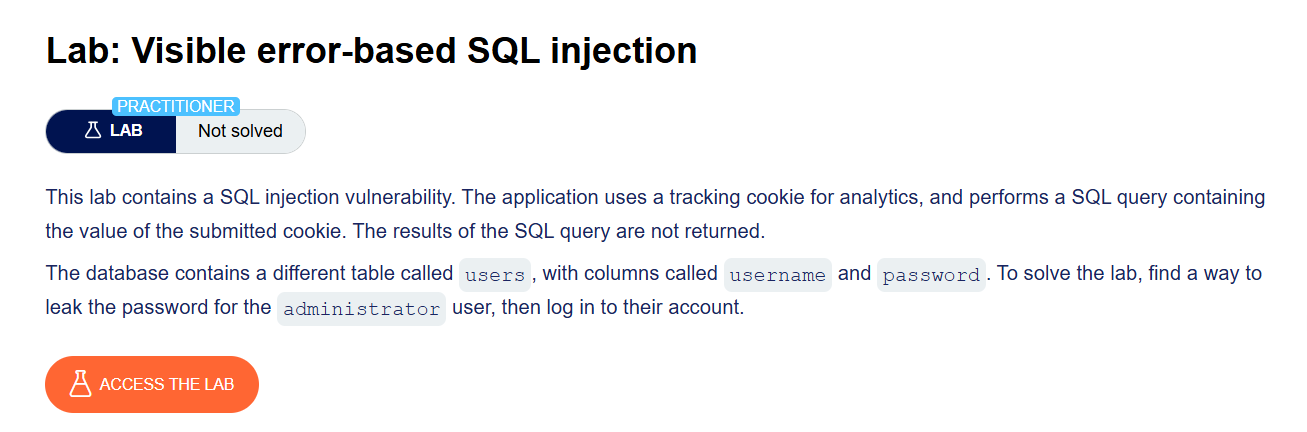 Lab: Visible error-based SQL injection
PRACTITIONER
LAB Not solved
This lab contains a SQL injection vulnerability. The application uses a tracking cookie for analytics, and performs a SQL query containing
the value of the submitted cookie. The results of the SQL query are not returned.
The database contains a different table called users, with columns called username and password. To solve the lab, find a way to
leak the password for the administrator user, then log in to their account.
ACCESS THE LAB